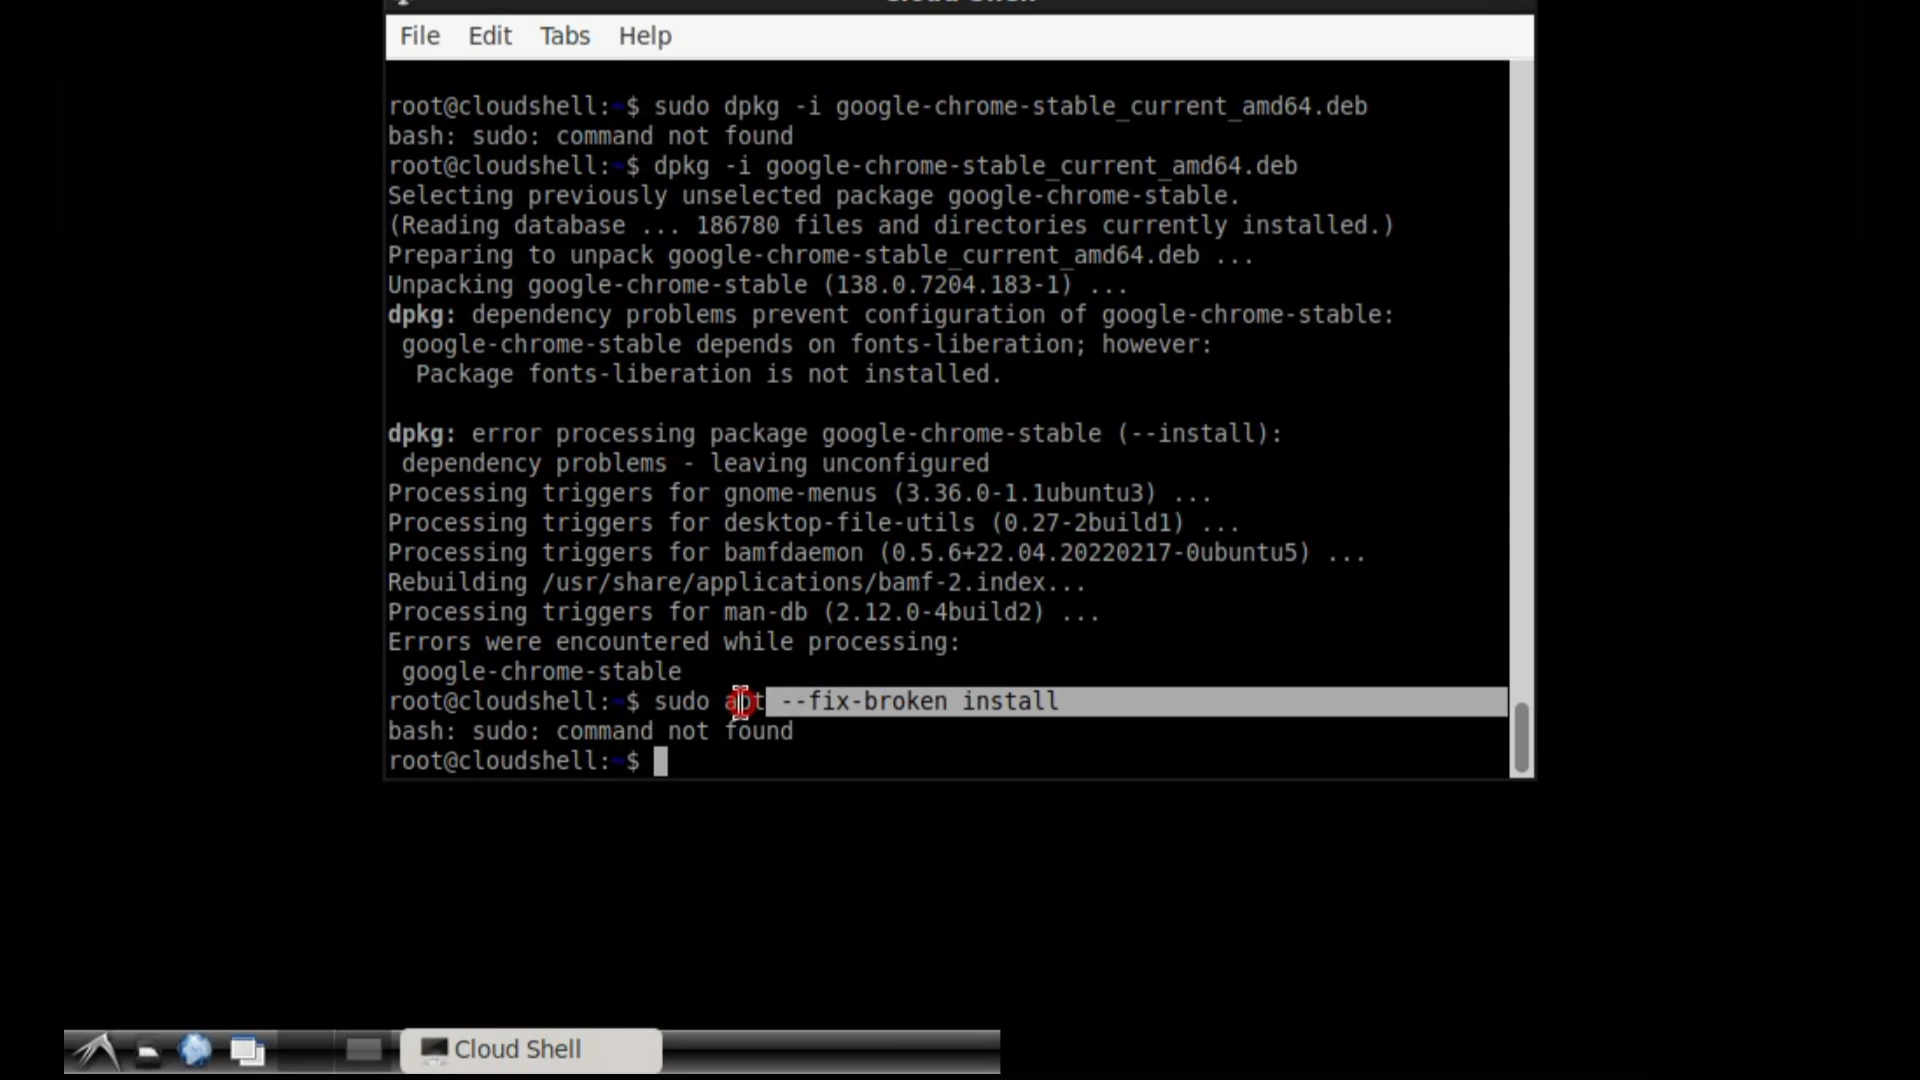 Cloud Shell
File Edit Tabs Help
root@cloudshell:~$ sudo dpkg -i google-chrome-stable_current_amd64.deb
bash: sudo: command not found
root@cloudshell:~$ dpkg -i google-chrome-stable_current_amd64.deb
Selecting previously unselected package google-chrome-stable.
(Reading database ... 186780 files and directories currently installed.)
Preparing to unpack google-chrome-stable_current_amd64.deb ...
Unpacking google-chrome-stable (138.0.7204.183-1) ...
dpkg: dependency problems prevent configuration of google-chrome-stable:
 google-chrome-stable depends on fonts-liberation; however:
  Package fonts-liberation is not installed.

dpkg: error processing package google-chrome-stable (--install):
 dependency problems - leaving unconfigured
Processing triggers for gnome-menus (3.36.0-1.1ubuntu3) ...
Processing triggers for desktop-file-utils (0.27-2build1) ...
Processing triggers for bamfdaemon (0.5.6+22.04.20220217-0ubuntu5) ...
Rebuilding /usr/share/applications/bamf-2.index...
Processing triggers for man-db (2.12.0-4build2) ...
Errors were encountered while processing:
 google-chrome-stable
root@cloudshell:~$ sudo apt --fix-broken install
bash: sudo: command not found
root@cloudshell:~$
Cloud Shell